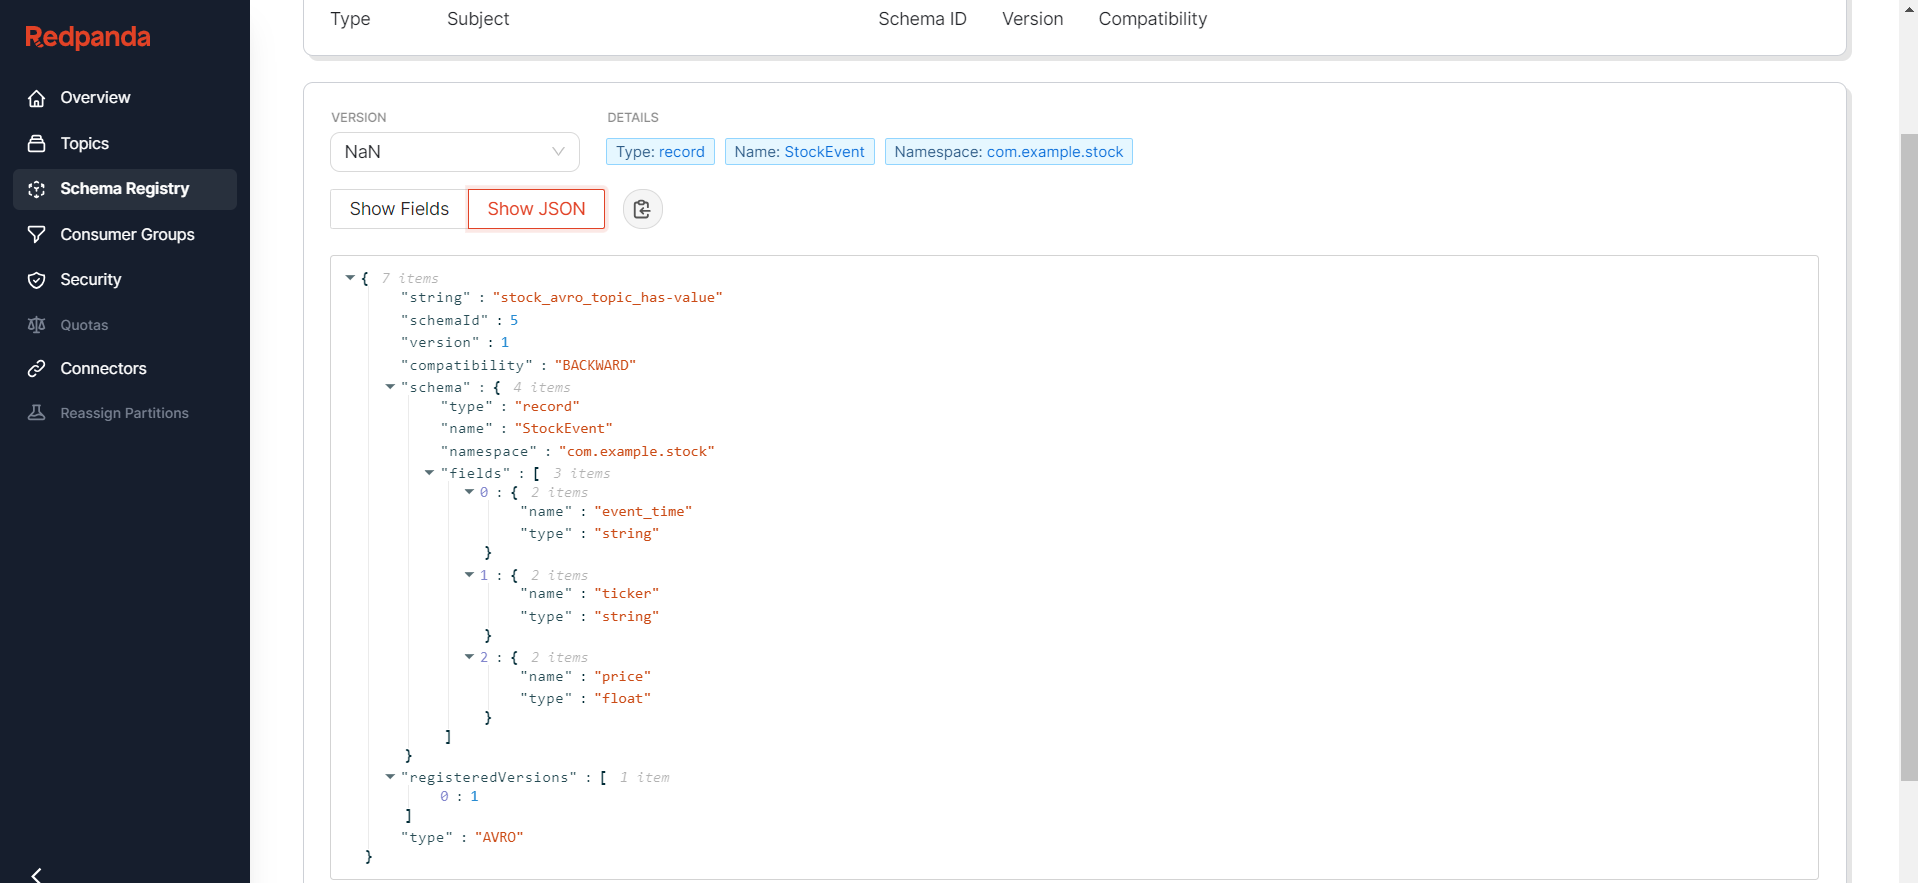 Redpanda
Overview
Topics
Schema Registry
Consumer Groups
Security
Quotas
Connectors
Reassign Partitions
Type Subject Schema ID Version Compatibility
VERSION DETAILS
NaN Type: record Name: StockEvent Namespace: com.example.stock
Show Fields Show JSON
{ 7 items
"string" : "stock_avro_topic_has-value"
"schemaId" : 5
"version" : 1
"compatibility" : "BACKWARD"
"schema" : { 4 items
"type" : "record"
"name" : "StockEvent"
"namespace" : "com.example.stock"
"fields" : [ 3 items
0 : { 2 items
"name" : "event_time"
"type" : "string"
}
1 : { 2 items
"name" : "ticker"
"type" : "string"
}
2 : { 2 items
"name" : "price"
"type" : "float"
}
]
}
"registeredVersions" : [ 1 item
0 : 1
]
"type" : "AVRO"
}